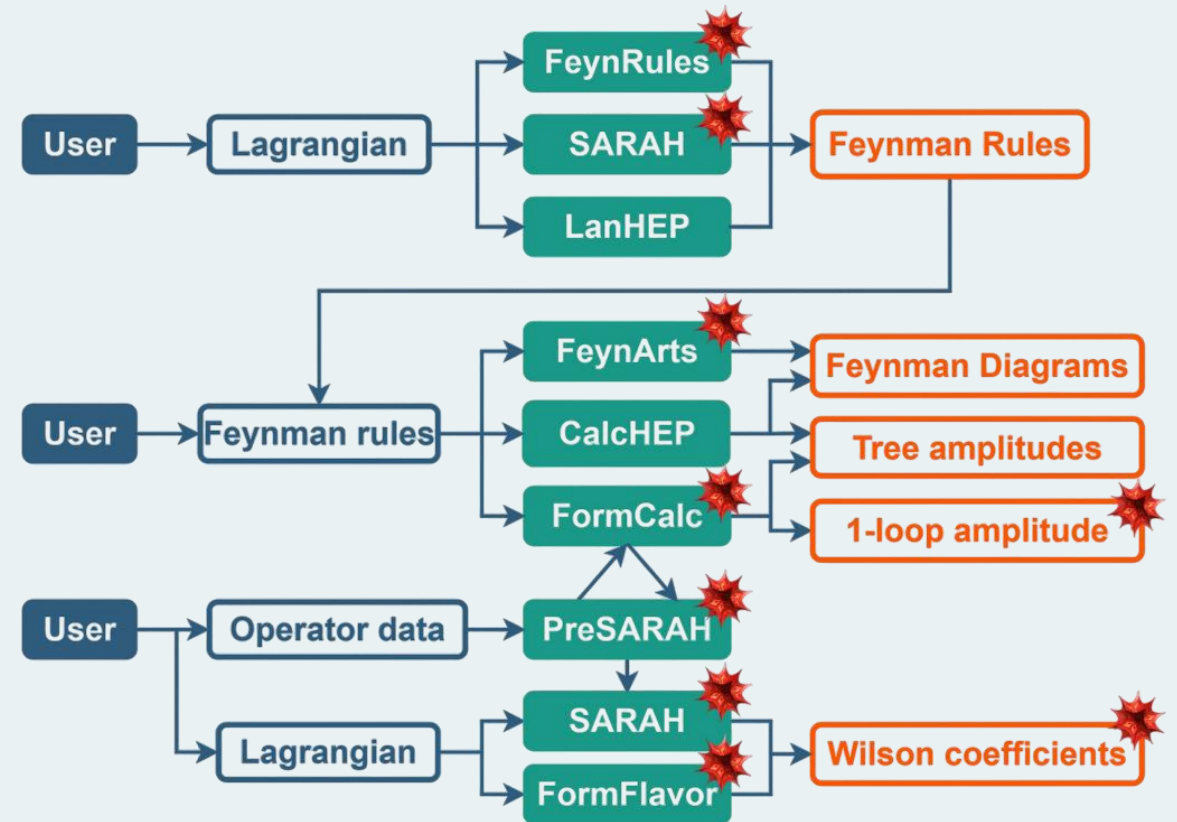 FeynRules
User
Lagrangian
SARAH
Feynman Rules
LanHEP
FeynArts
Feynman Diagrams
User
Feynman rules
CalcHEP
Tree amplitudes
FormCalc
1-loop amplitude
User
Operator data
PreSARAH
SARAH
Lagrangian
Wilson coefficients
FormFlavor